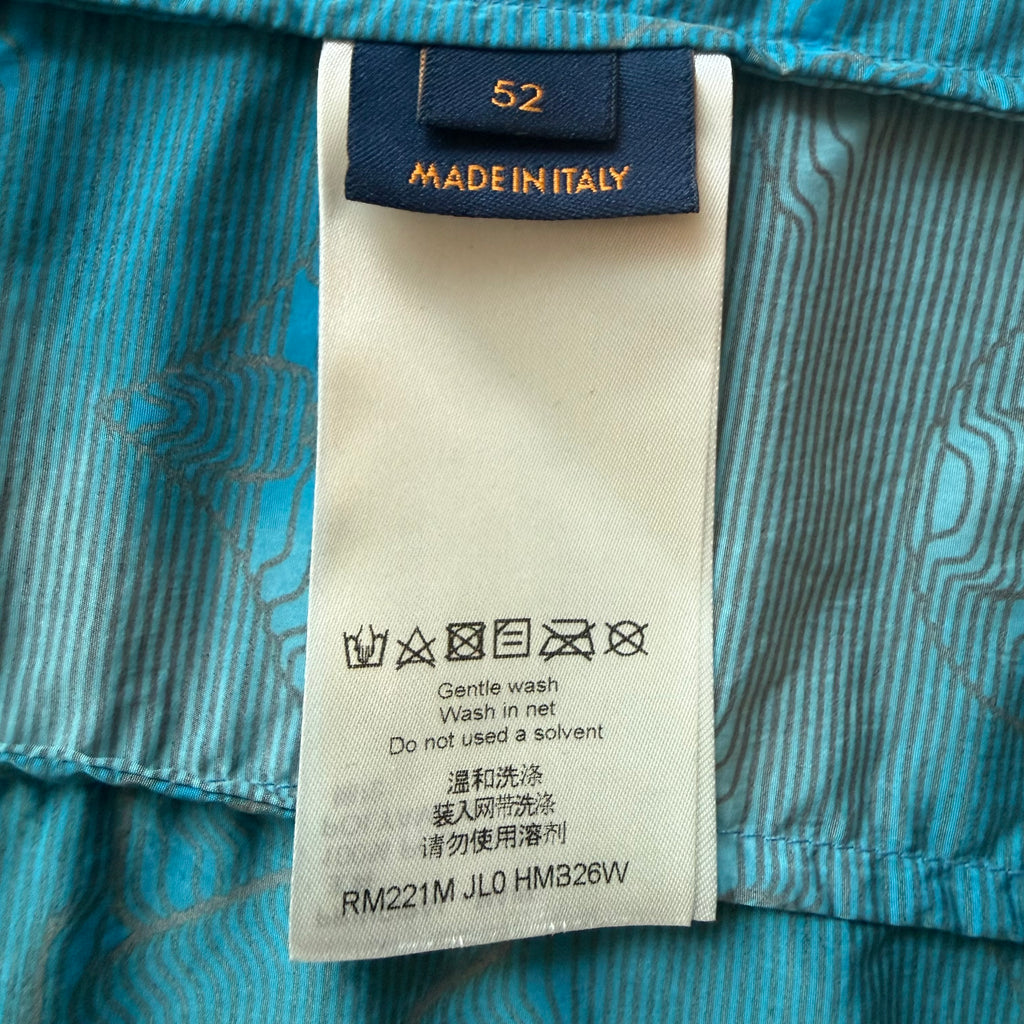 52
MADE IN ITALY
Gentle wash
Wash in net
Do not used a solvent
温和洗涤
装入网带洗涤
请勿使用溶剂
RM221M JL0 HMB26W